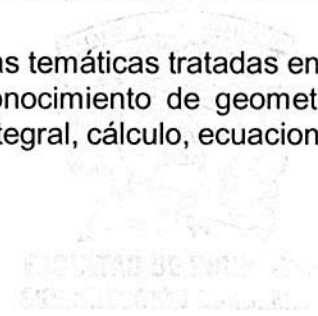 as temáticas tratadas en
onocimiento de geomet
tegral, cálculo, ecuacion